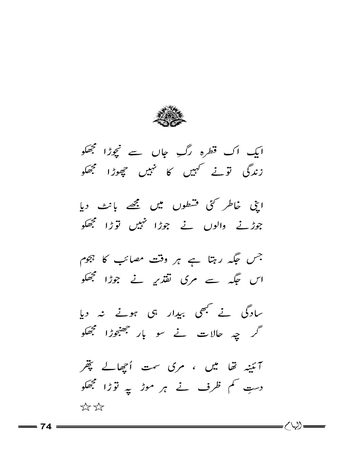 ایک اک قطرہ رگِ جاں سے نچوڑا مجھکو
زندگی تونے کہیں کا نہیں چھوڑا مجھکو
اپنی خاطر کئی قسطوں میں مجھے بانٹ دیا
جوڑنے والوں نے جوڑا نہیں توڑا مجھکو
جس جگہ رہتا ہے ہر وقت مصائب کا ہجوم
اس جگہ سے مری تقدیر نے جوڑا مجھکو
سادگی نے کبھی بیدار ہی ہونے نہ دیا
گر چہ حالات نے سو بار جھنجوڑا مجھکو
آئینہ تھا میں ، مری سمت اُچھالے پتھر
دستِ کم ظرف نے ہر موڑ پہ توڑا مجھکو
☆☆
74